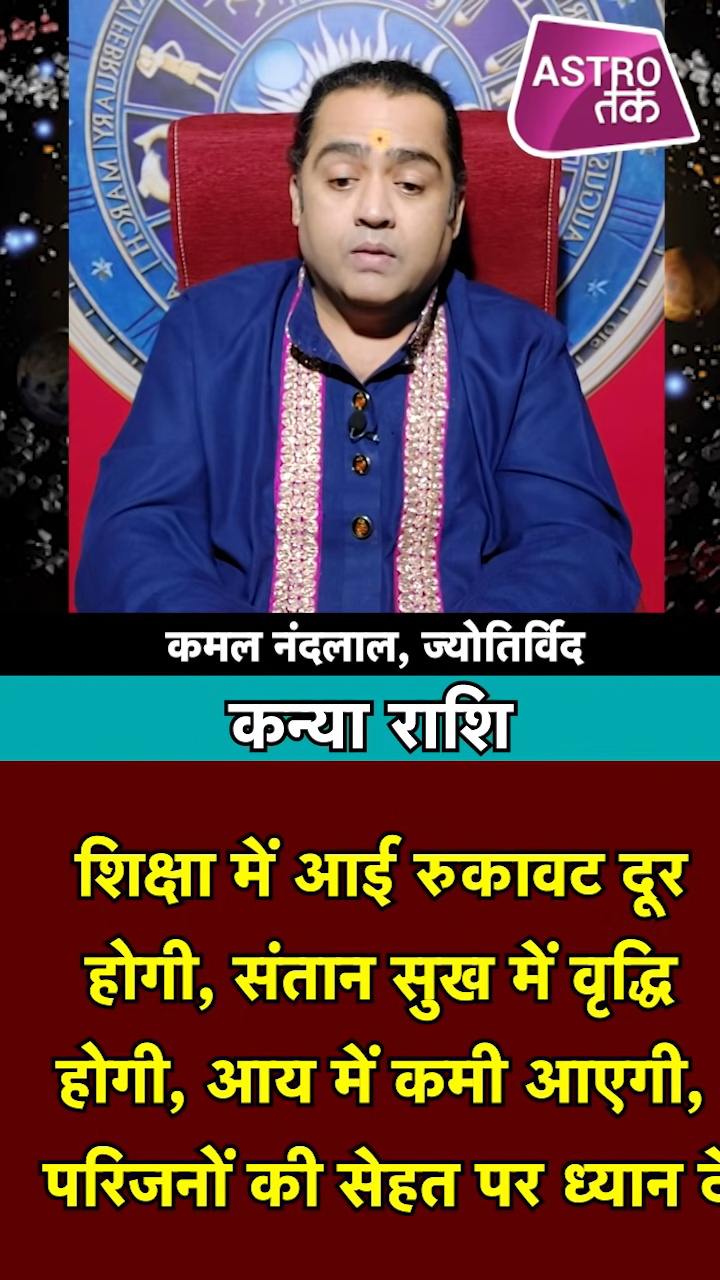 ASTRO
तक
कमल नंदलाल, ज्योतिर्विद
कन्या राशि
शिक्षा में आई रुकावट दूर
होगी, संतान सुख में वृद्धि
होगी, आय में कमी आएगी,
परिजनों की सेहत पर ध्यान